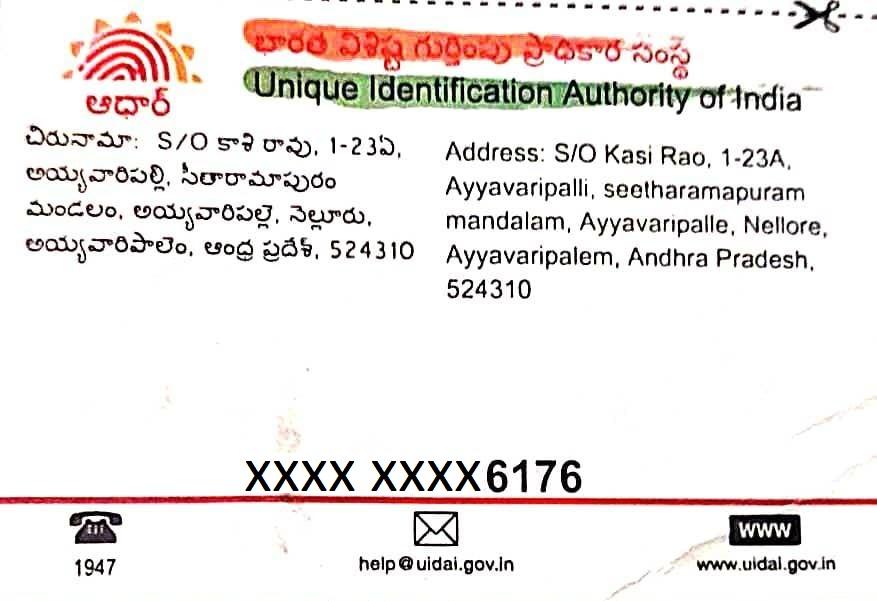 భారత విశిష్ట గుర్తింపు ప్రాధికార సంస్థ
Unique Identification Authority of India
ఆధార్
చిరునామా: S/O కాశి రావు, 1-23ఏ,
అయ్యవారిపల్లి, సీతారామాపురం
మండలం, అయ్యవారిపల్లె, నెల్లూరు,
అయ్యవారిపాలెం, ఆంధ్ర ప్రదేశ్, 524310
Address: S/O Kasi Rao, 1-23A,
Ayyavaripalli, seetharamapuram
mandalam, Ayyavaripalle, Nellore,
Ayyavaripalem, Andhra Pradesh,
524310
XXXX XXXX 6176
1947
help@uidai.gov.in
www
www.uidai.gov.in